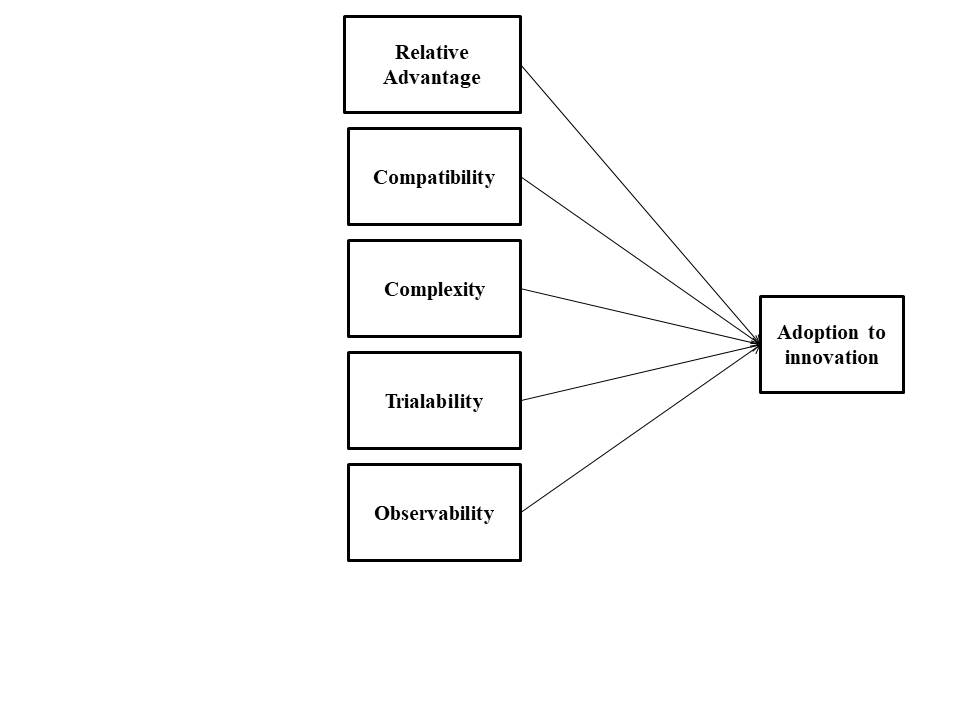 Relative
Advantage
Compatibility
Complexity
Trialability
Observability
Adoption to
innovation